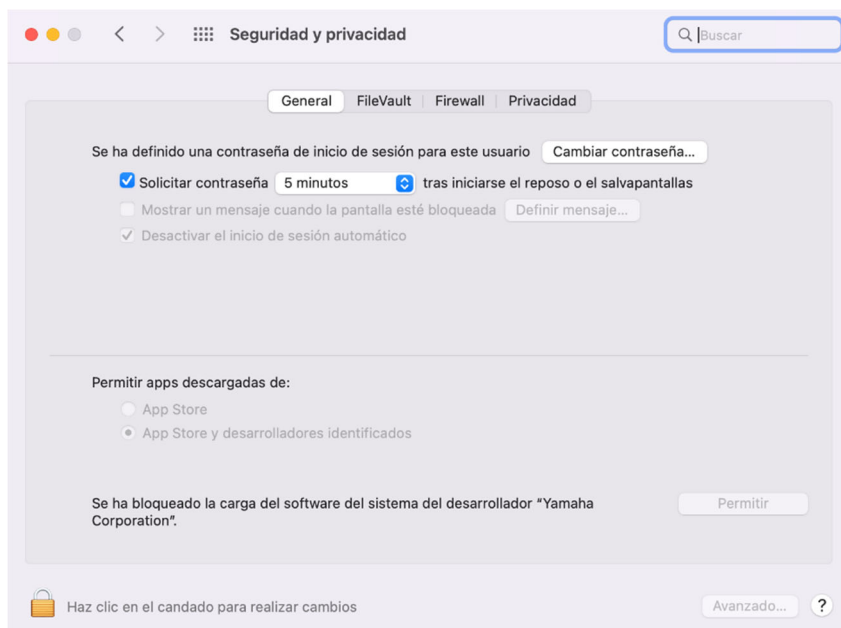 Seguridad y privacidad
Buscar
General FileVault Firewall Privacidad
Se ha definido una contraseña de inicio de sesión para este usuario Cambiar contraseña...
Solicitar contraseña 5 minutos tras iniciarse el reposo o el salvapantallas
Mostrar un mensaje cuando la pantalla esté bloqueada Definir mensaje...
Desactivar el inicio de sesión automático
Permitir apps descargadas de:
App Store
App Store y desarrolladores identificados
Se ha bloqueado la carga del software del sistema del desarrollador “Yamaha
Corporation”.
Permitir
Haz clic en el candado para realizar cambios
Avanzado... ?